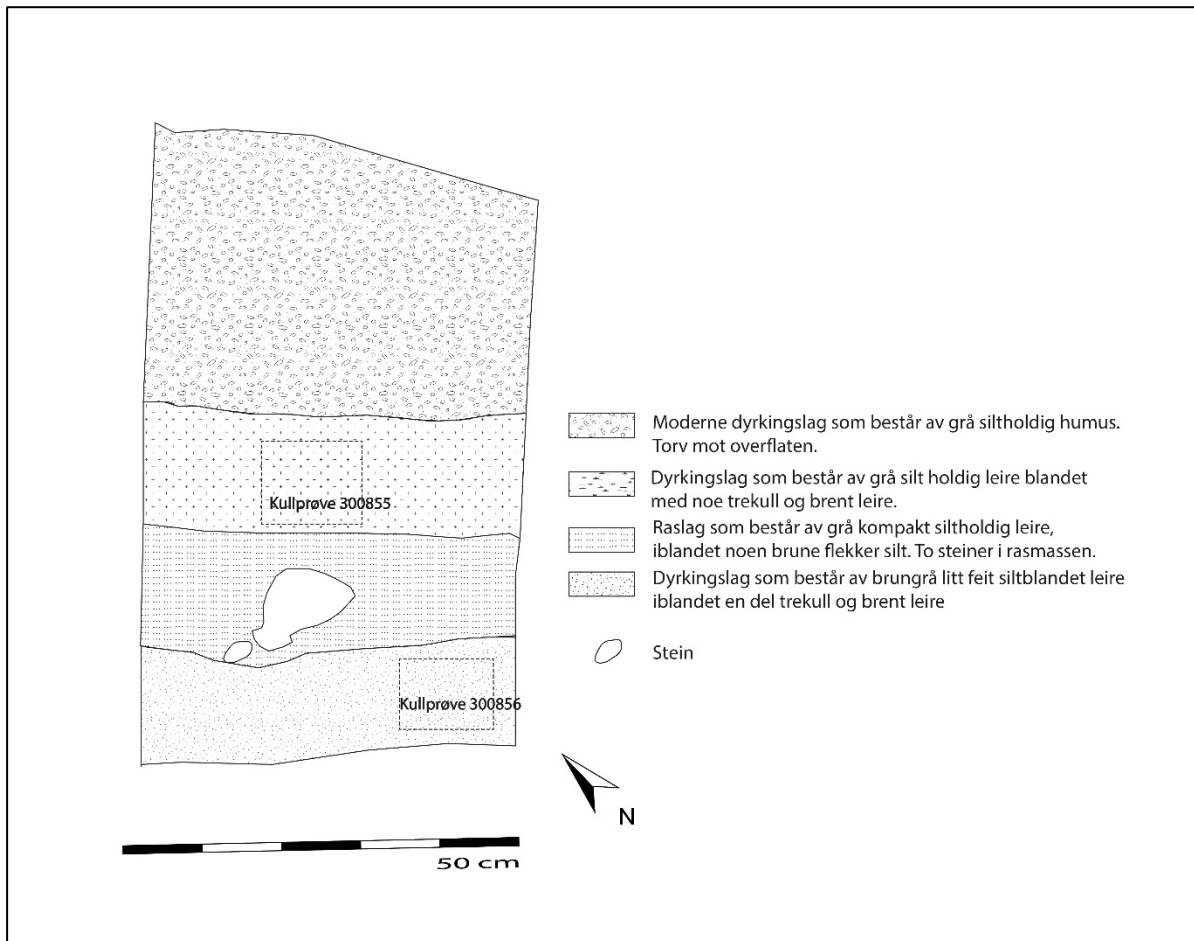 Kullprøve 300855
Kullprøve 300856
Moderne dyrkingslag som består av grå siltholdig humus.
Torv mot overflaten.
Dyrkingslag som består av grå silt holdig leire blandet
med noe trekull og brent leire.
Raslag som består av grå kompakt siltholdig leire,
iblandet noen brune flekker silt. To steiner i rasmassen.
Dyrkingslag som består av brungrå litt feit siltblandet leire
iblandet en del trekull og brent leire
Stein
N
50 cm